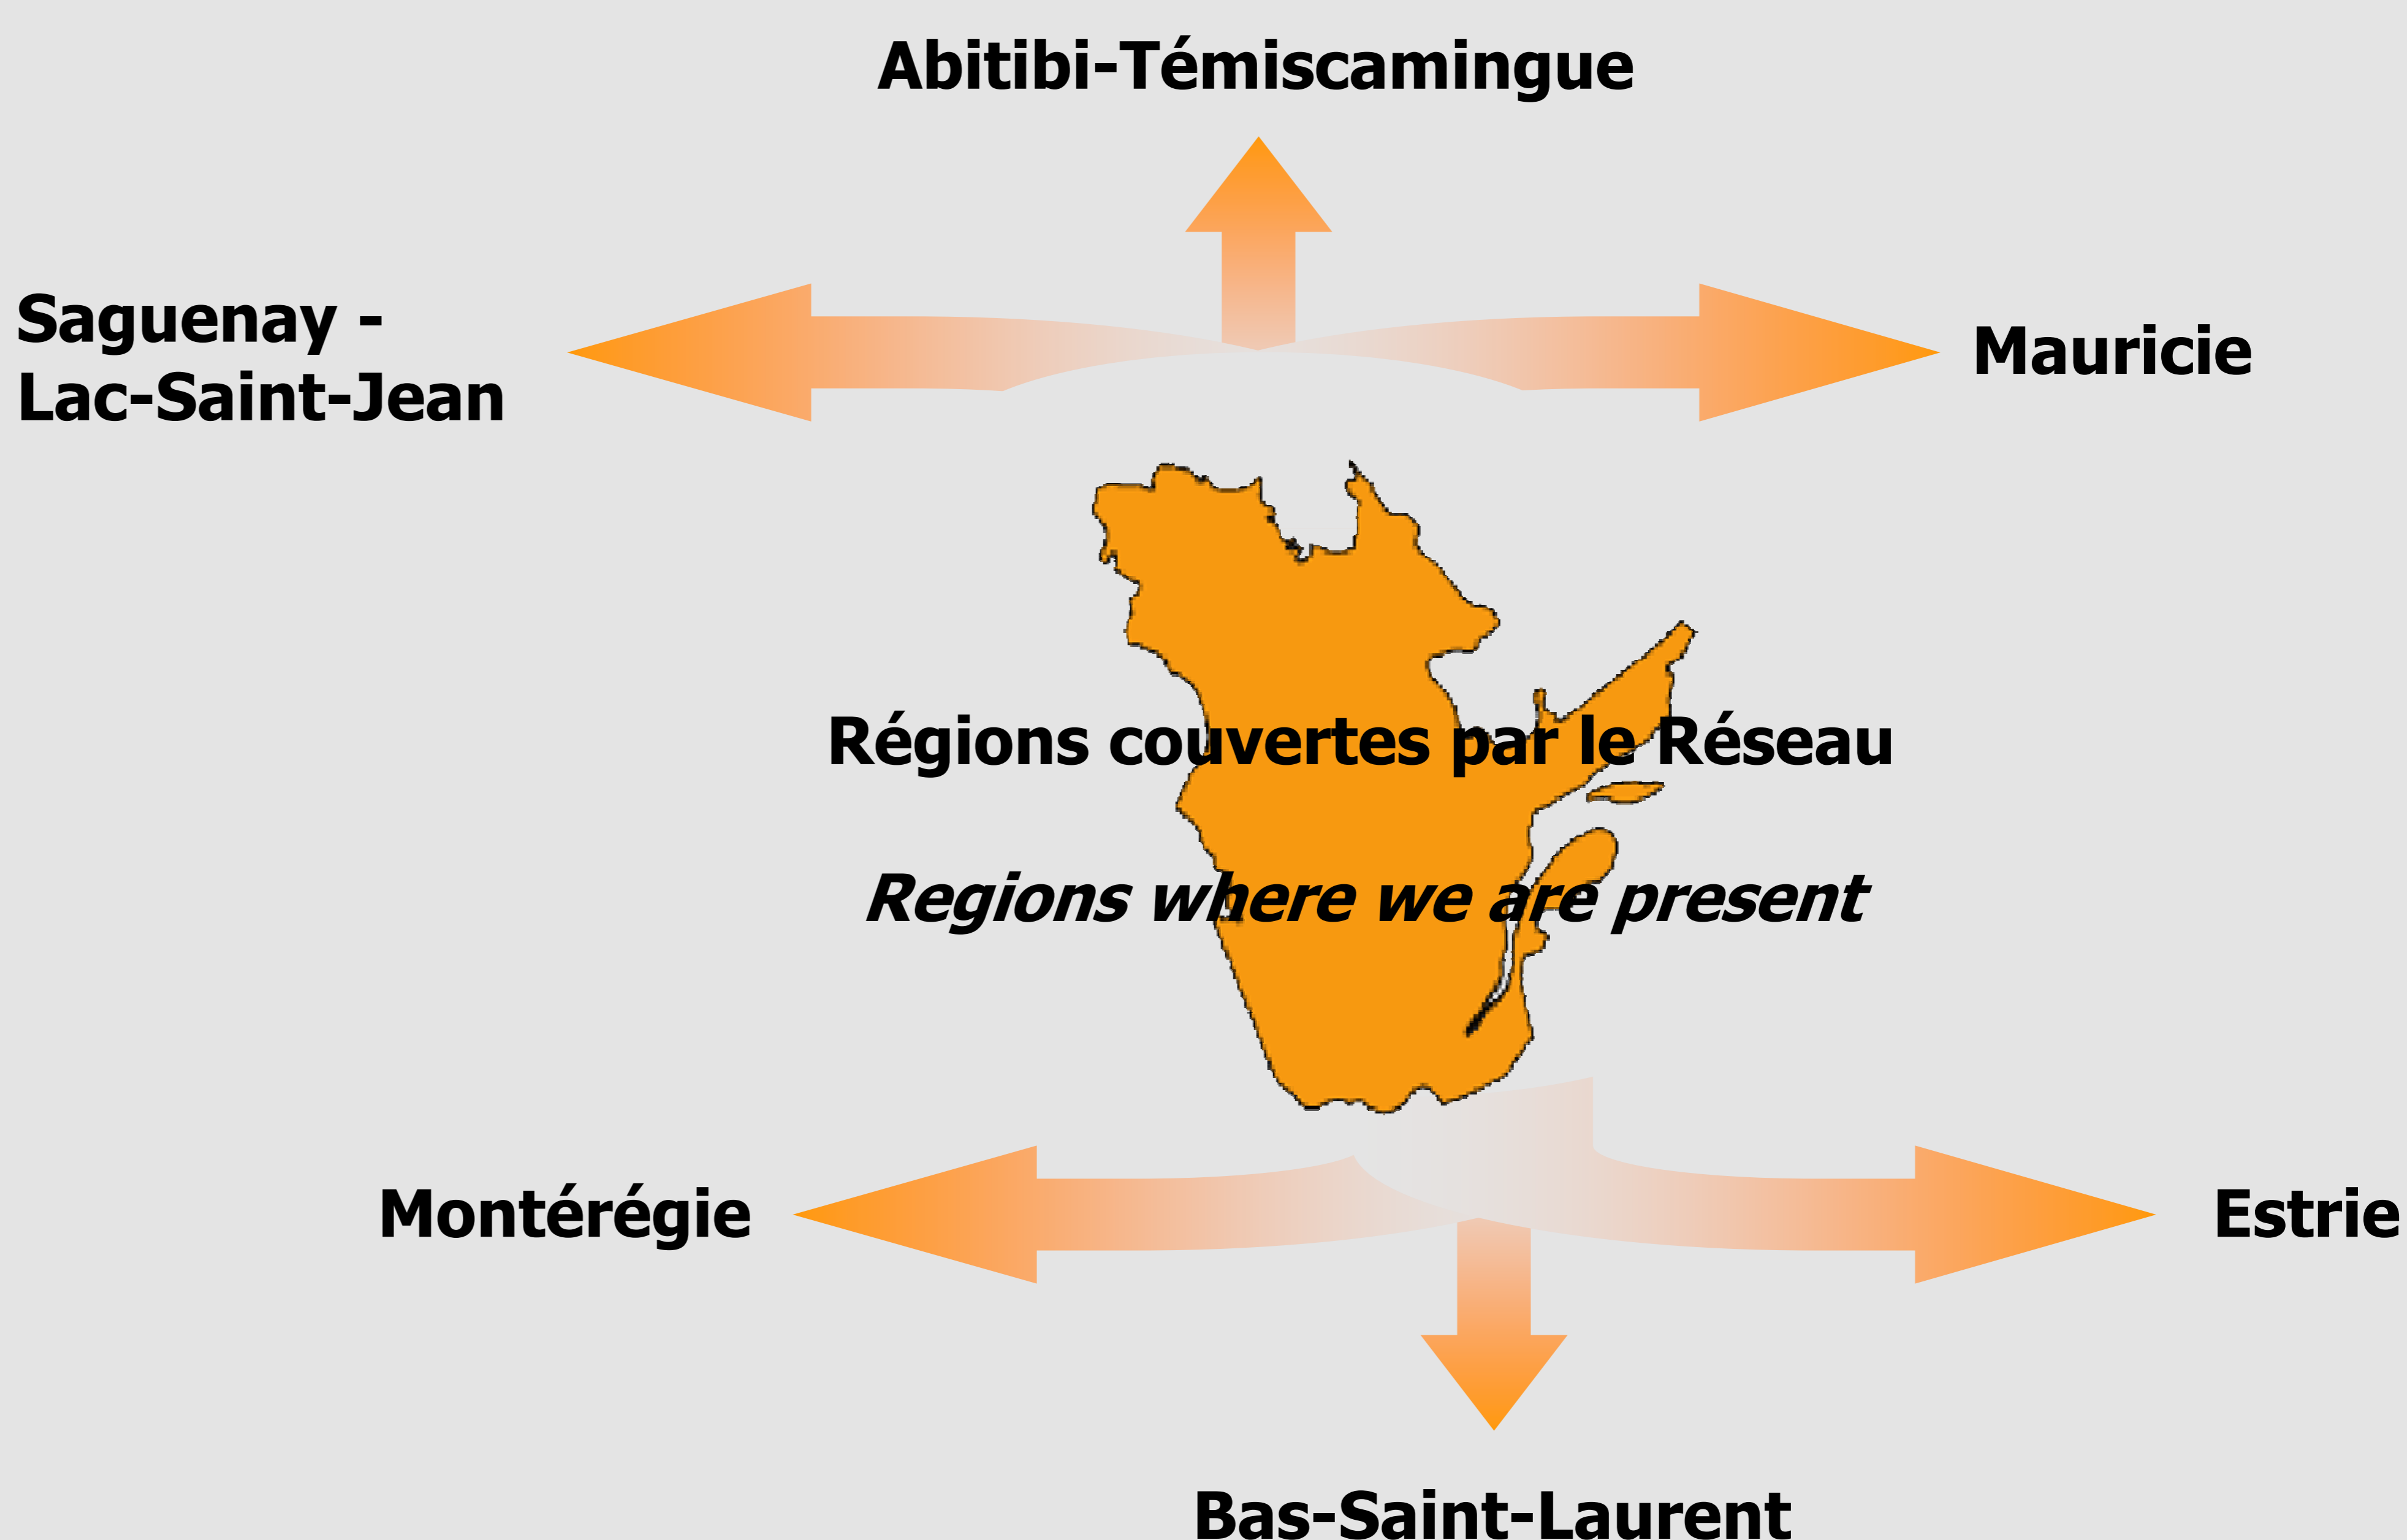 Abitibi-Témiscamingue
Saguenay -
Lac-Saint-Jean
Mauricie
Régions couvertes par le Réseau
Regions where we are present
Montérégie
Estrie
Bas-Saint-Laurent